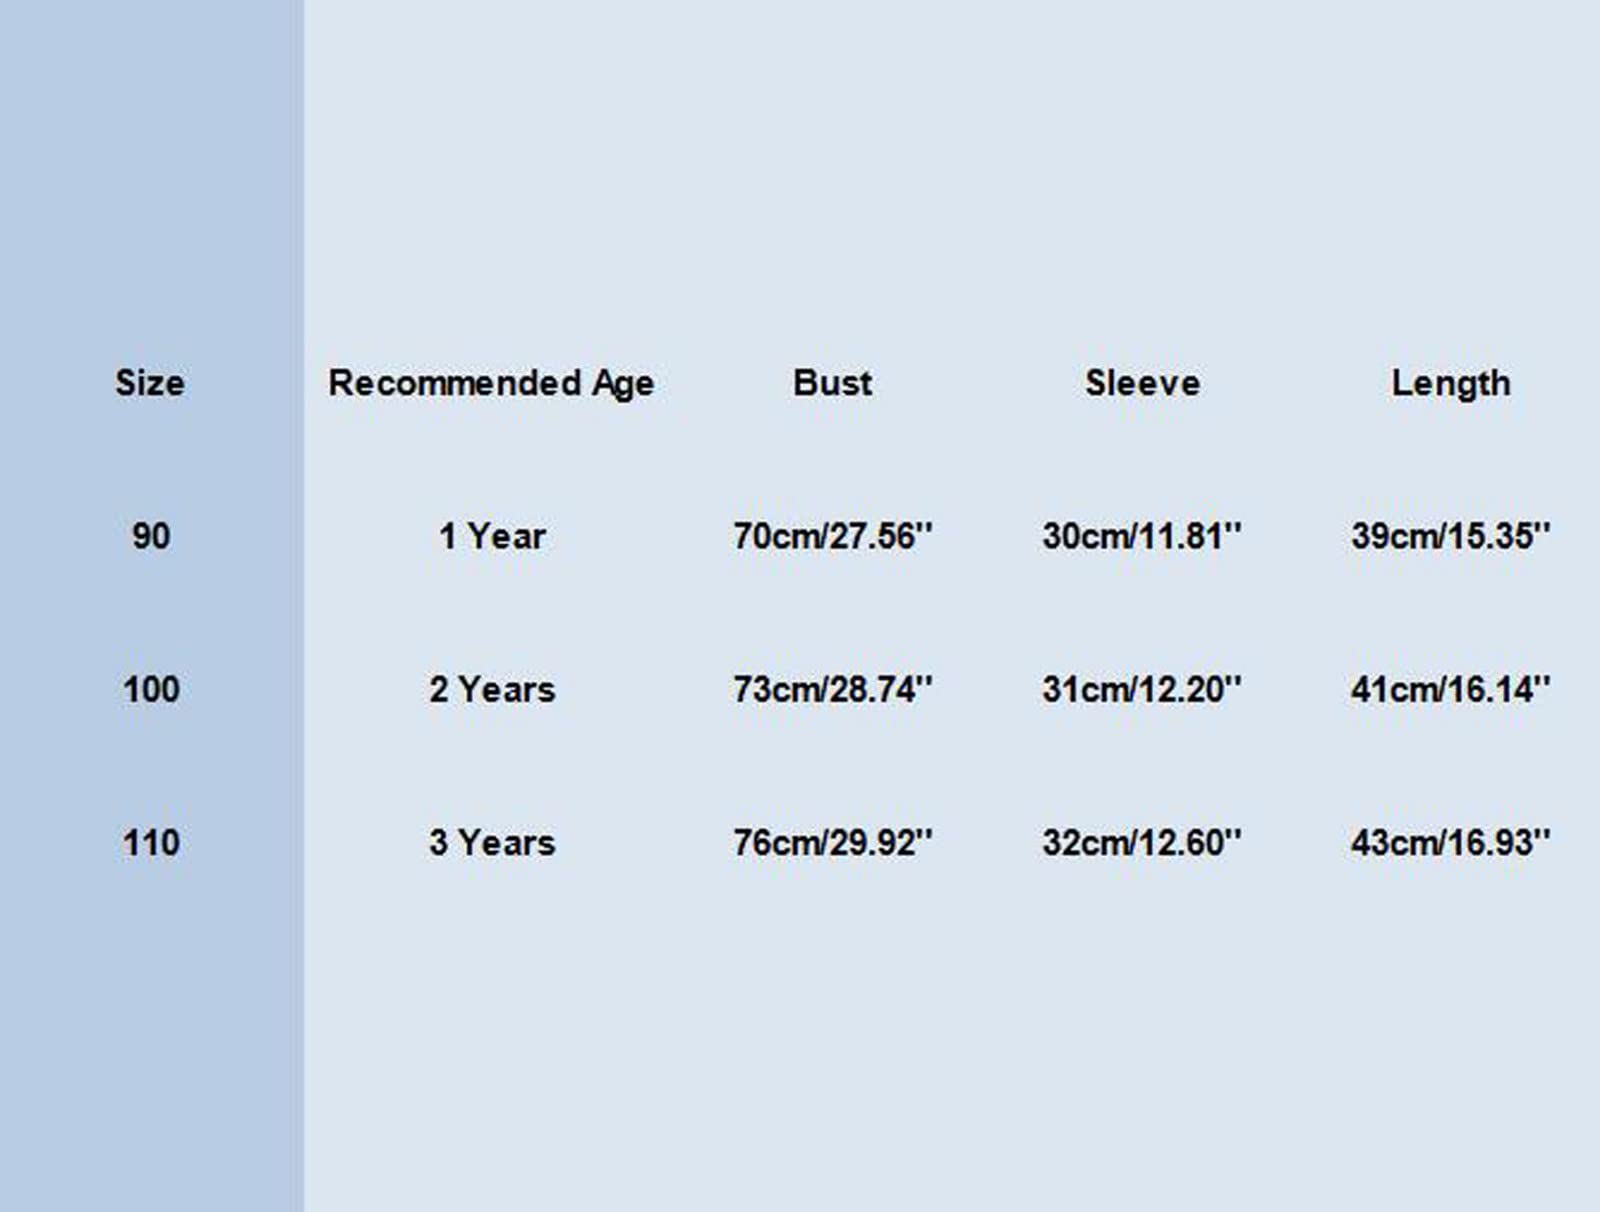 Size Recommended Age Bust Sleeve Length
90 1 Year 70cm/27.56" 30cm/11.81" 39cm/15.35"
100 2 Years 73cm/28.74" 31cm/12.20" 41cm/16.14"
110 3 Years 76cm/29.92" 32cm/12.60" 43cm/16.93"